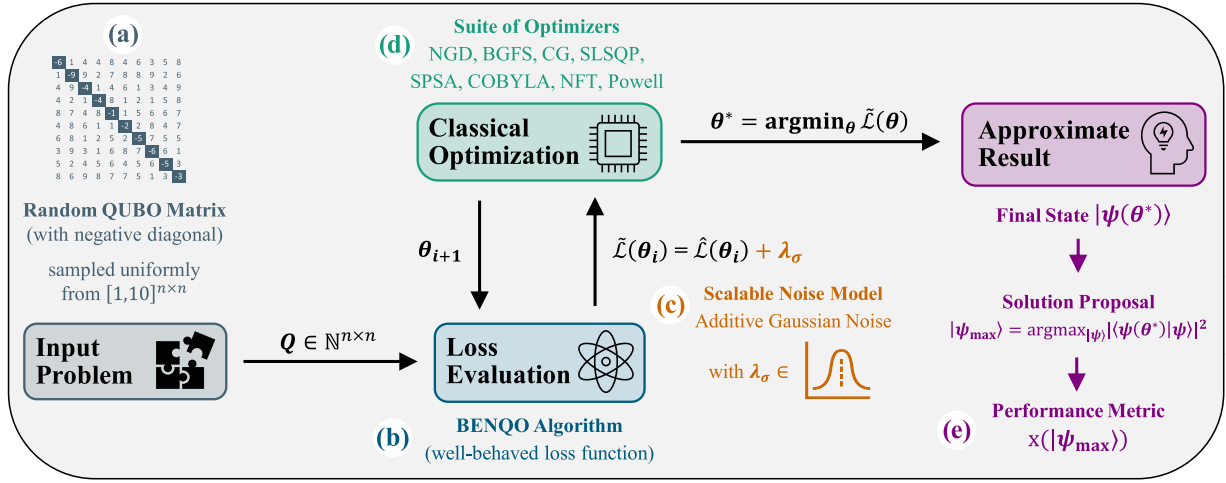 (a)
-6 1 4 4 8 4 6 3 5 8
1 -9 9 2 7 8 8 9 2 6
4 9 -4 1 4 6 1 3 4 9
4 2 1 -4 8 1 2 1 5 8
8 7 4 8 -1 1 5 6 6 7
4 8 6 1 1 -2 2 8 4 7
6 8 1 2 5 2 -5 7 5 5
3 9 3 1 6 8 7 -6 6 1
5 2 4 5 6 4 5 6 -5 3
8 6 9 8 7 7 5 1 3 -3
Random QUBO Matrix
(with negative diagonal)
sampled uniformly
from [1,10]ⁿˣⁿ
Input
Problem
Q ∈ ℕⁿˣⁿ
(d)
Suite of Optimizers
NGD, BGFS, CG, SLSQP,
SPSA, COBYLA, NFT, Powell
Classical
Optimization
θᵢ₊₁
ℒ̃(θᵢ) = ℒ̂(θᵢ) + λ_σ
Loss
Evaluation
(b)
BENQO Algorithm
(well-behaved loss function)
(c)
Scalable Noise Model
Additive Gaussian Noise
with λ_σ ∈
θ* = argmin_θ ℒ̃(θ)
Approximate
Result
Final State |ψ(θ*)⟩
Solution Proposal
|ψ_max⟩ = argmax_|ψ⟩|⟨ψ(θ*)|ψ⟩|²
(e)
Performance Metric
x(|ψ_max⟩)